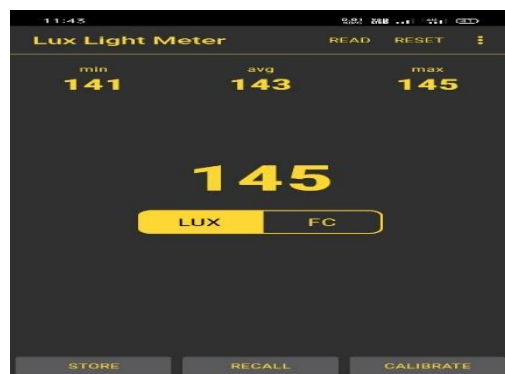 11:43
Lux Light Meter READ RESET
min avg max
141 143 145
145
LUX FC
STORE RECALL CALIBRATE